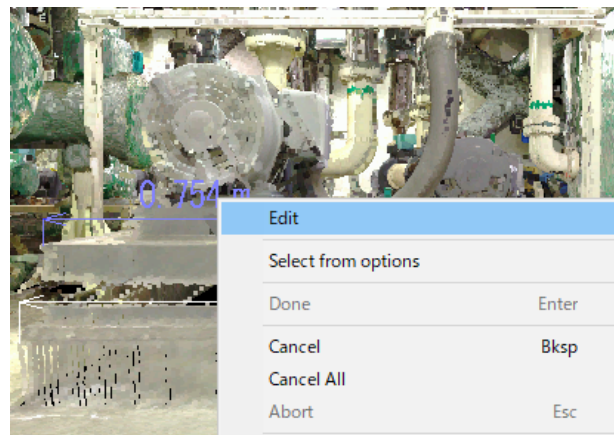 0.754 m
Edit
Select from options
Done Enter
Cancel Bksp
Cancel All
Abort Esc